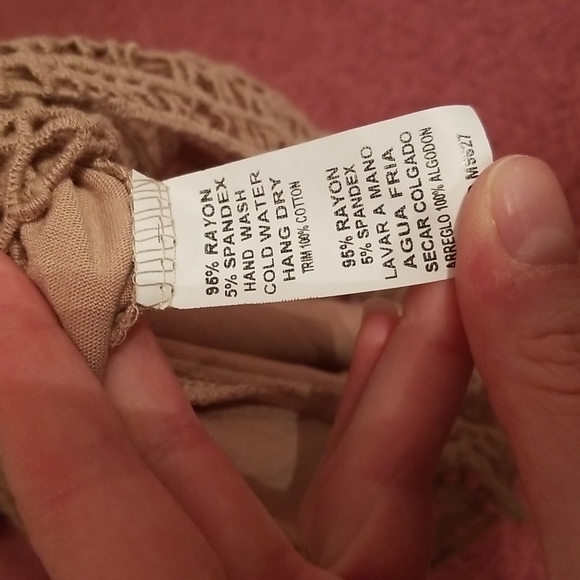 95% RAYON
5% SPANDEX
HAND WASH
COLD WATER
HANG DRY
TRIM 100% COTTON
95% RAYON
5% SPANDEX
LAVAR A MANO
AGUA FRIA
SECAR COLGADO
ARREGLO 100% ALGODON